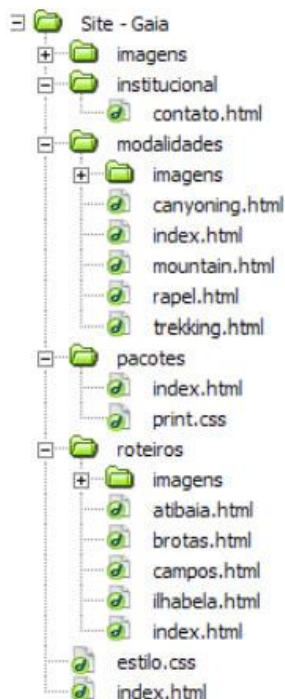 Site - Gaia
imagens
institucional
contato.html
modalidades
imagens
canyoning.html
index.html
mountain.html
rapel.html
trekking.html
pacotes
index.html
print.css
roteiros
imagens
atibaia.html
brotas.html
campos.html
ilhabela.html
index.html
estilo.css
index.html